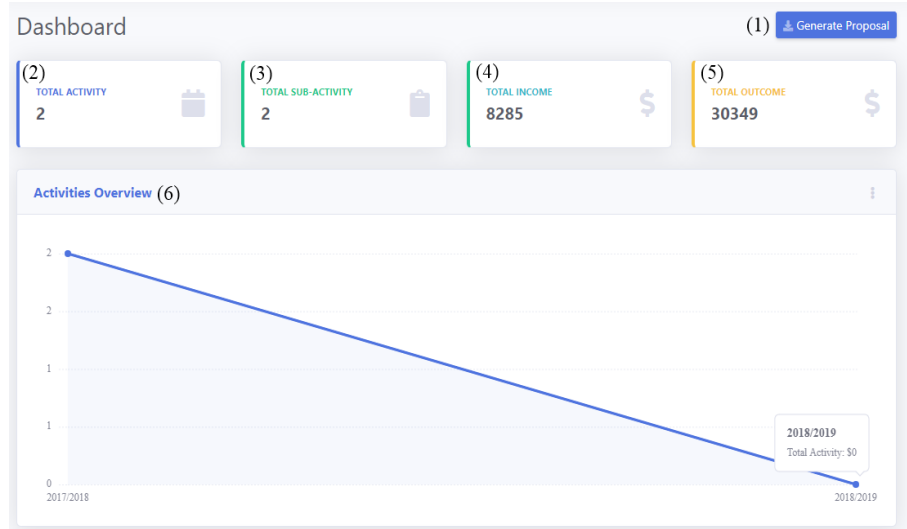 Dashboard
(1) Generate Proposal
(2)
TOTAL ACTIVITY
2
(3)
TOTAL SUB-ACTIVITY
2
(4)
TOTAL INCOME
8285
(5)
TOTAL OUTCOME
30349
Activities Overview (6)
2
2
1
1
0
2018/2019
Total Activity: $0
2017/2018
2018/2019